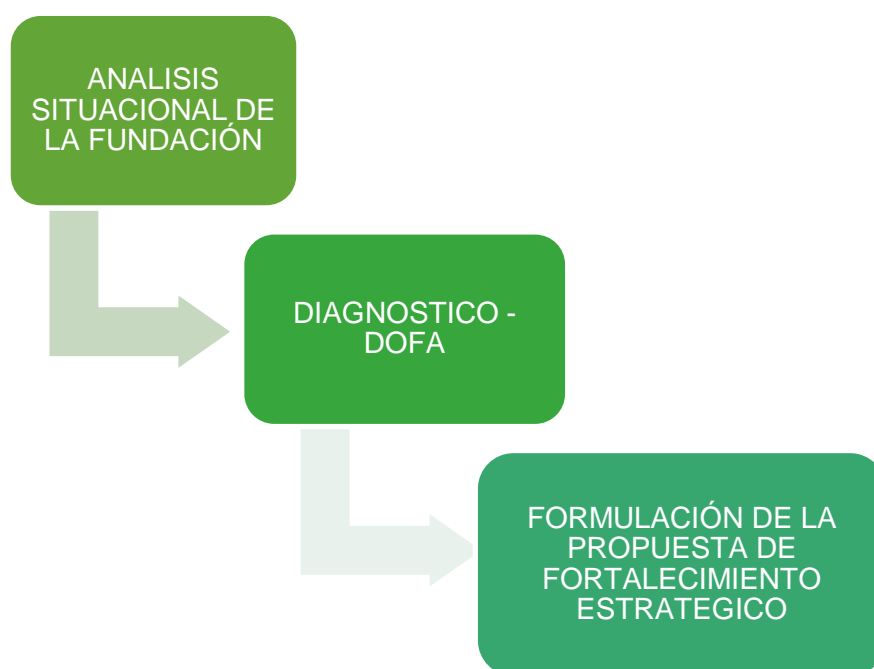 ANALISIS
SITUACIONAL DE
LA FUNDACIÓN
DIAGNOSTICO -
DOFA
FORMULACIÓN DE LA
PROPUESTA DE
FORTALECIMIENTO
ESTRATEGICO